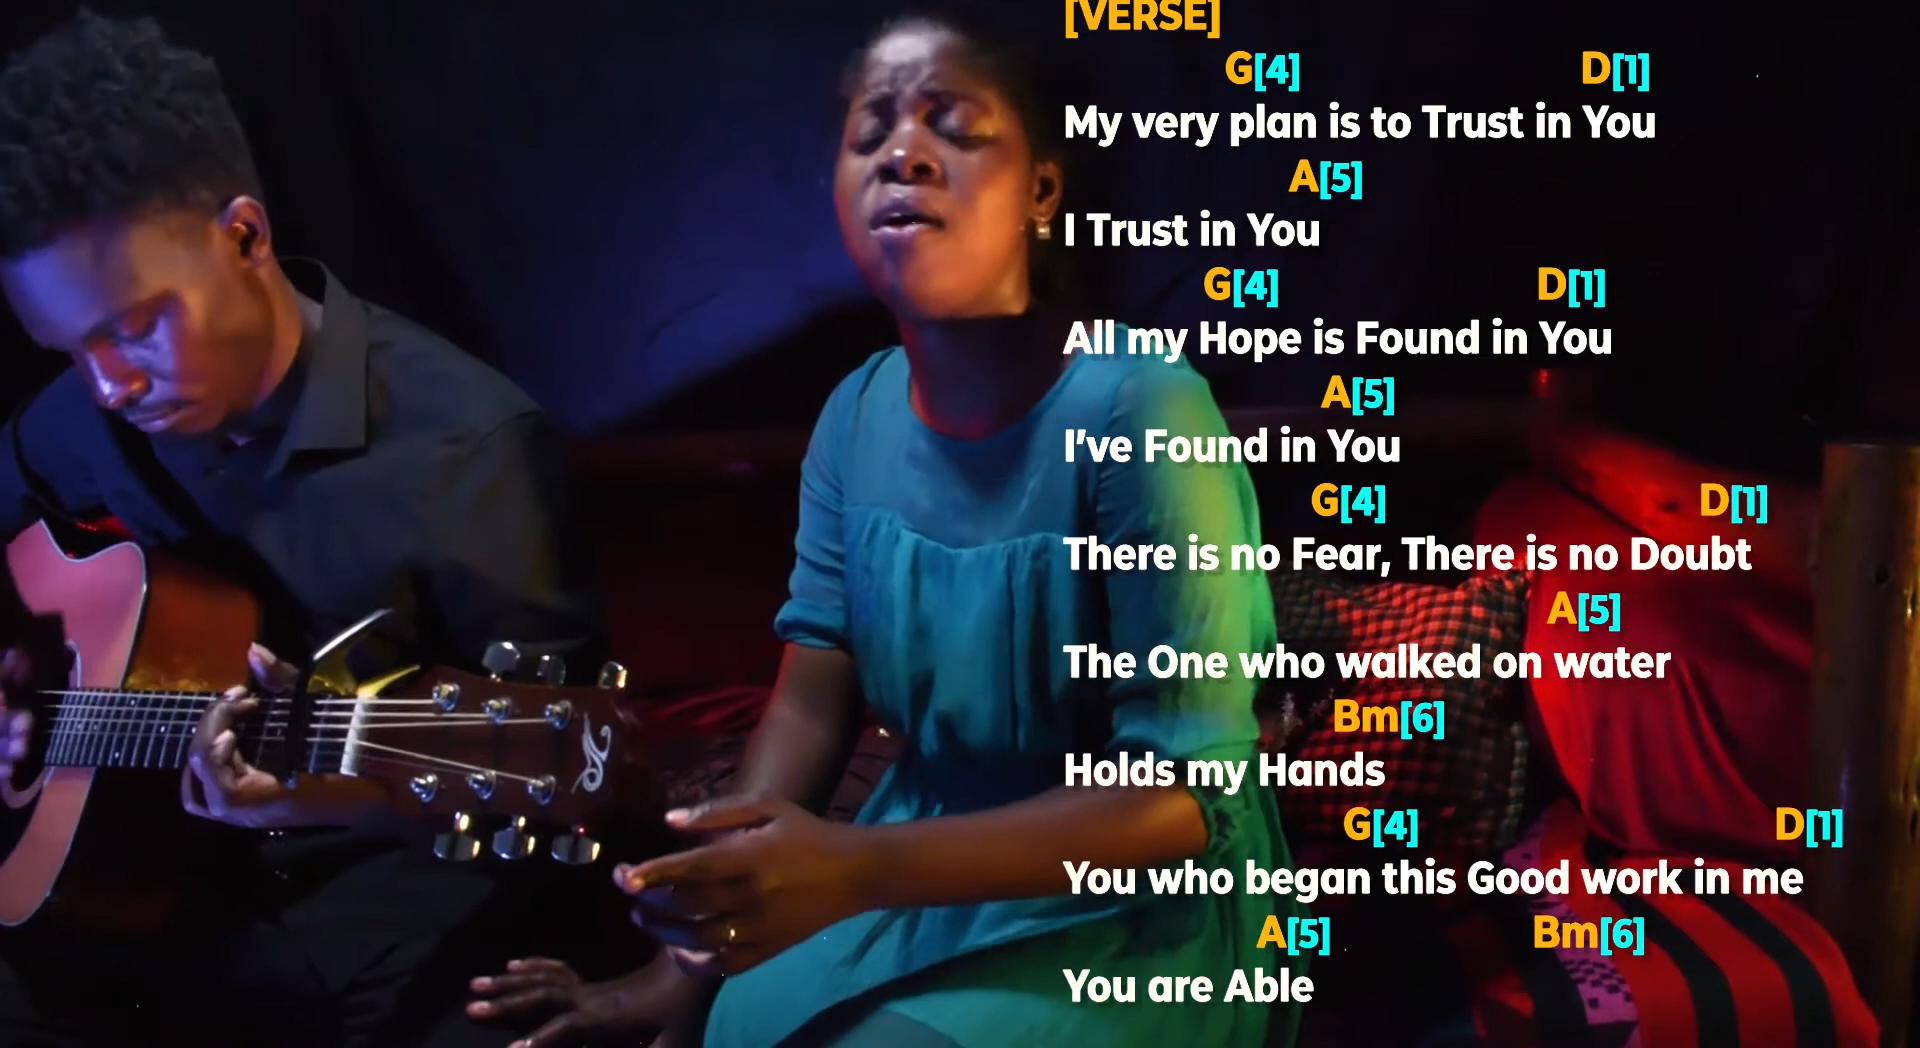 [VERSE]
G[4] D[1]
My very plan is to Trust in You
A[5]
I Trust in You
G[4] D[1]
All my Hope is Found in You
A[5]
I've Found in You
G[4] D[1]
There is no Fear, There is no Doubt
A[5]
The One who walked on water
Bm[6]
Holds my Hands
G[4] D[1]
You who began this Good work in me
A[5] Bm[6]
You are Able